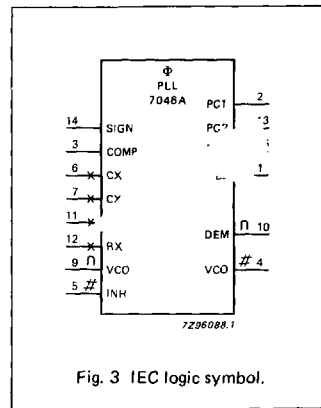 Φ
PLL
7046A
14 SIGN
3 COMP
6 CX
7 CY
11
12 RX
9 VCO
5 # INH
PC1 2
PC2 13
1
DEM 10
VCO # 4
7Z96088.1
Fig. 3 IEC logic symbol.